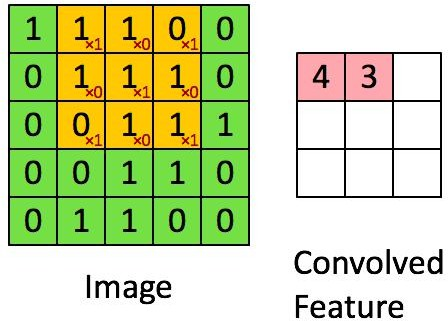 1 1 1 0 0
×1 ×0 ×1
0 1 1 1 0
×0 ×1 ×0
0 0 1 1 1
×1 ×0 ×1
0 0 1 1 0
0 1 1 0 0
4 3
Image
Convolved
Feature